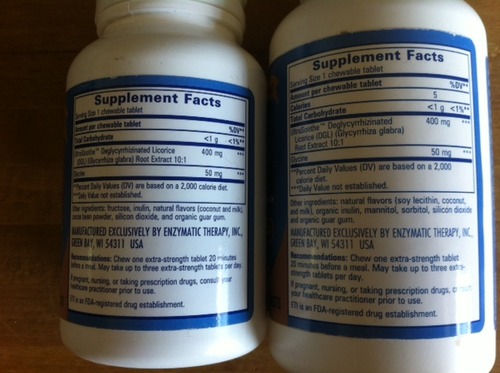 Supplement Facts
Serving Size 1 chewable tablet
Amount per chewable tablet %DV**
Total Carbohydrate <1 g <1%**
Deglycyrrhizinated Licorice 400 mg ***
(DGL) (Glycyrrhiza glabra)
Root Extract 10:1
Glycine 50 mg ***
**Percent Daily Values (DV) are based on a
2,000 calorie diet.
***Daily Value not established.
Other ingredients: fructose, inulin, natural flavors (coconut and milk),
bean powder, silicon dioxide, and organic guar gum.
MANUFACTURED EXCLUSIVELY BY ENZYMATIC THERAPY, INC.,
GREEN BAY, WI 54311 USA
Recommendations: Chew one extra-strength tablet 20 minutes
before a meal. May take up to three extra-strength tablets per day.
If pregnant, nursing, or taking prescription drugs, consult your
healthcare practitioner prior to use.
ETI is an FDA-registered drug establishment.
Supplement Facts
Serving Size 1 chewable tablet
Amount per chewable tablet %DV**
Calories 5
Total Carbohydrate <1 g <1%**
Deglycyrrhizinated 400 mg ***
Licorice (DGL) (Glycyrrhiza glabra)
Root Extract 10:1
Glycine 50 mg ***
**Percent Daily Values (DV) are based on a 2,000
calorie diet.
***Daily Value not established.
Other ingredients: natural flavors (soy lecithin, coconut,
and milk), organic inulin, mannitol, sorbitol, silicon dioxide
and organic guar gum.
MANUFACTURED EXCLUSIVELY BY ENZYMATIC THERAPY, INC.,
GREEN BAY, WI 54311 USA
Recommendations: Chew one extra-strength tablet
20 minutes before a meal. May take up to three extra-
strength tablets per day.
If pregnant, nursing, or taking prescription drugs,
your healthcare practitioner prior to use.
ETI is an FDA-registered drug establishment.